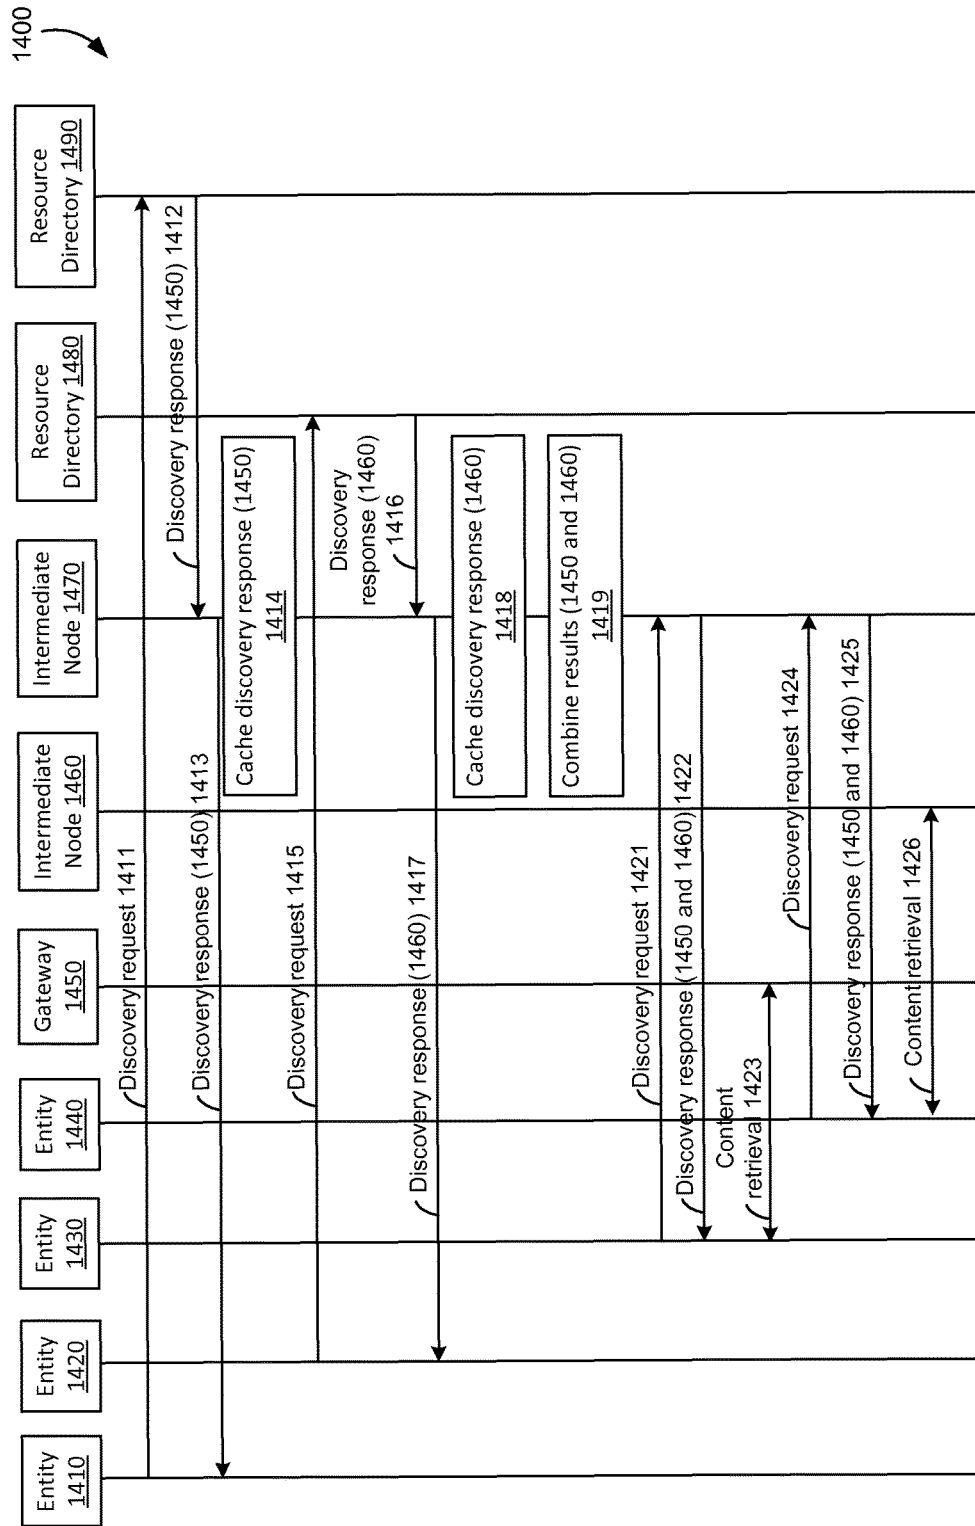 1400
Entity
1410
Entity
1420
Entity
1430
Entity
1440
Gateway
1450
Intermediate
Node 1460
Intermediate
Node 1470
Resource
Directory 1480
Resource
Directory 1490
Discovery request 1411
Discovery response (1450) 1412
Discovery response (1450) 1413
Cache discovery response (1450)
1414
Discovery request 1415
Discovery
response (1460)
1416
Discovery response (1460) 1417
Cache discovery response (1460)
1418
Combine results (1450 and 1460)
1419
Discovery request 1421
Discovery response (1450 and 1460) 1422
Content
retrieval 1423
Discovery request 1424
Discovery response (1450 and 1460) 1425
Content retrieval 1426